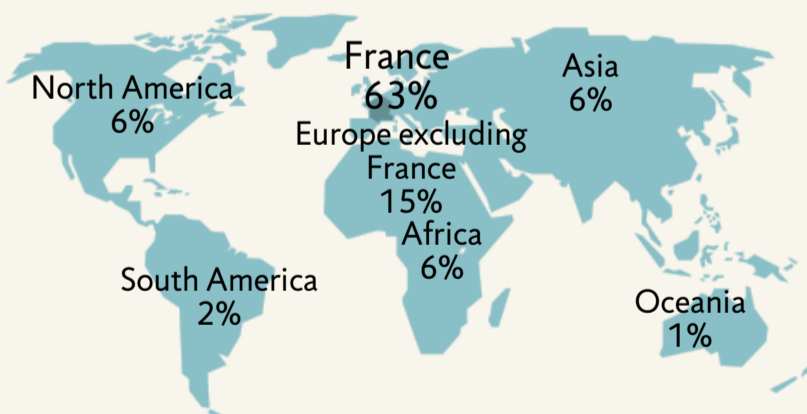 North America
6%
France
63%
Europe excluding
France
15%
Asia
6%
Africa
6%
South America
2%
Oceania
1%